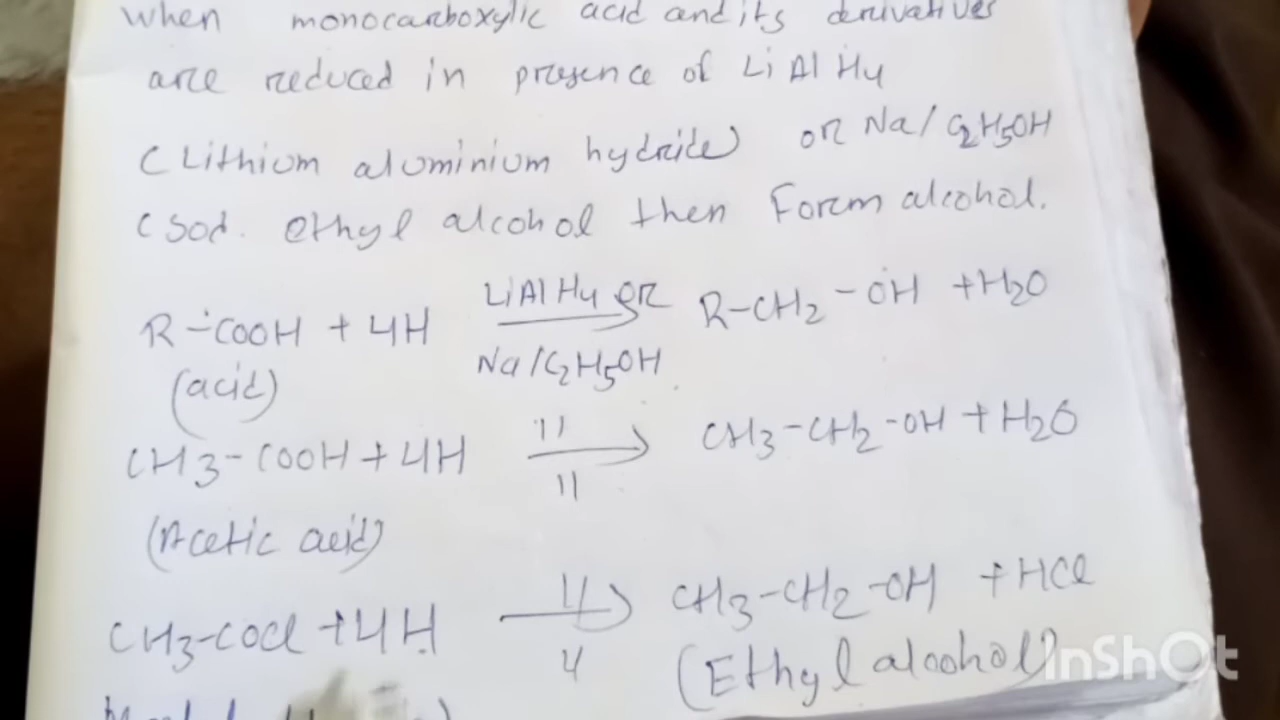 When monocarboxylic acid and its derivatives
are reduced in presence of LiAlH4
(Lithium aluminium hydride) or Na/C2H5OH
(Sod. ethyl alcohol then Form alcohol.
R-COOH + 4H LiAlH4 OR Na/C2H5OH R-CH2-OH + H2O
(acid)
CH3-COOH + 4H " " CH3-CH2-OH + H2O
(Acetic acid)
CH3-COCl + 4H " " CH3-CH2-OH + HCl
(Ethyl alcohol)
InShOt